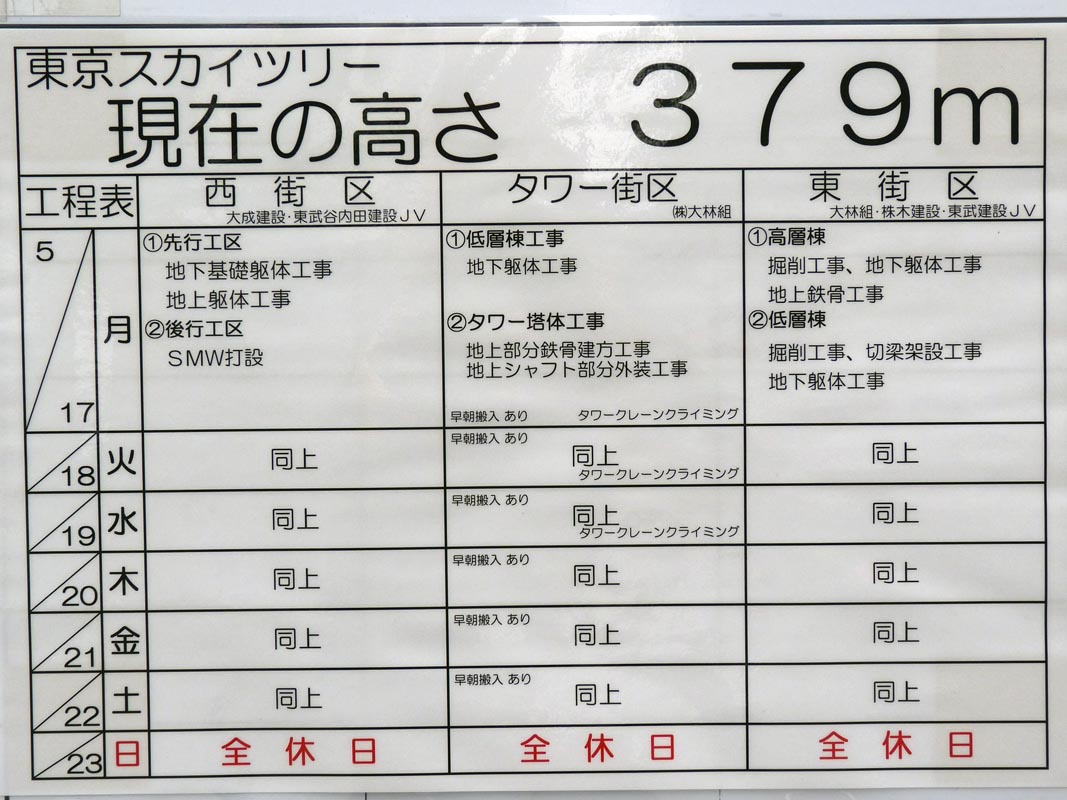 東京スカイツリー
現在の高さ ３７９ｍ
工程表 西街区 タワー街区 東街区
大成建設・東武谷内田建設ＪＶ ㈱大林組 大林組・株木建設・東武建設ＪＶ
5/17 月
①先行工区
地下基礎躯体工事
地上躯体工事
②後行工区
ＳＭＷ打設
①低層棟工事
地下躯体工事
②タワー塔体工事
地上部分鉄骨建方工事
地上シャフト部分外装工事
早朝搬入 あり タワークレーンクライミング
①高層棟
掘削工事、地下躯体工事
地上鉄骨工事
②低層棟
掘削工事、切梁架設工事
地下躯体工事
/18 火 同上 早朝搬入 あり 同上 タワークレーンクライミング 同上
/19 水 同上 早朝搬入 あり 同上 タワークレーンクライミング 同上
/20 木 同上 早朝搬入 あり 同上 同上
/21 金 同上 早朝搬入 あり 同上 同上
/22 土 同上 早朝搬入 あり 同上 同上
/23 日 全休日 全休日 全休日